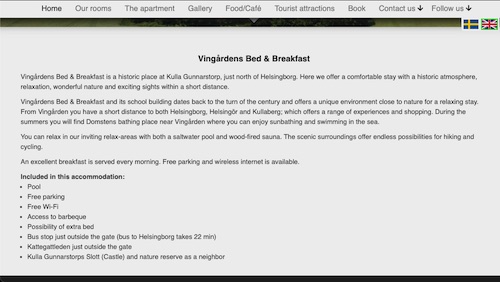 Home Our rooms The apartment Gallery Food/Café Tourist attractions Book Contact us Follow us
Vingårdens Bed & Breakfast
Vingårdens Bed & Breakfast is a historic place at Kulla Gunnarstorp, just north of Helsingborg. Here we offer a comfortable stay with a historic atmosphere,
relaxation, wonderful nature and exciting sights within a short distance.
Vingårdens Bed & Breakfast and its school building dates back to the turn of the century and offers a unique environment close to nature for a relaxing stay.
From Vingården you have a short distance to both Helsingborg, Helsingör and Kullaberg; which offers a range of experiences and shopping. During the
summers you will find Domstens bathing place near Vingården where you can enjoy sunbathing and swimming in the sea.
You can relax in our inviting relax-areas with both a saltwater pool and wood-fired sauna. The scenic surroundings offer endless possibilities for hiking and
cycling.
An excellent breakfast is served every morning. Free parking and wireless internet is available.
Included in this accommodation:
• Pool
• Free parking
• Free Wi-Fi
• Access to barbeque
• Possibility of extra bed
• Bus stop just outside the gate (bus to Helsingborg takes 22 min)
• Kattegattleden just outside the gate
• Kulla Gunnarstorps Slott (Castle) and nature reserve as a neighbor